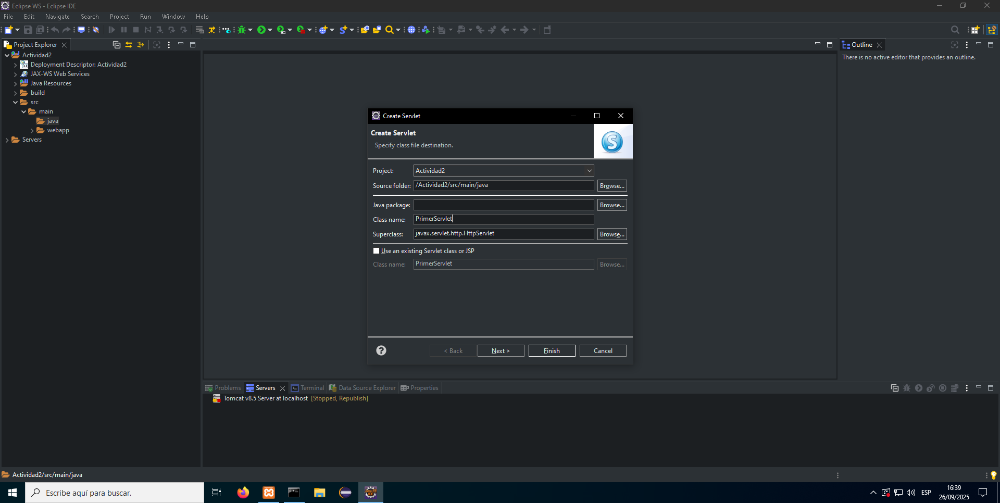 Eclipse WS - Eclipse IDE
File Edit Navigate Search Project Run Window Help
Project Explorer
Actividad2
Deployment Descriptor: Actividad2
JAX-WS Web Services
Java Resources
build
src
main
java
webapp
Servers
Outline
There is no active editor that provides an outline.
Create Servlet
Create Servlet
Specify class file destination.
Project: Actividad2
Source folder: /Actividad2/src/main/java Browse...
Java package: Browse...
Class name: PrimerServlet
Superclass: javax.servlet.http.HttpServlet Browse...
Use an existing Servlet class or JSP
Class name: PrimerServlet Browse...
< Back Next > Finish Cancel
Problems Servers Terminal Data Source Explorer Properties
Tomcat v8.5 Server at localhost [Stopped, Republish]
Actividad2/src/main/java
Escribe aquí para buscar.
ESP
16:39
26/09/2025